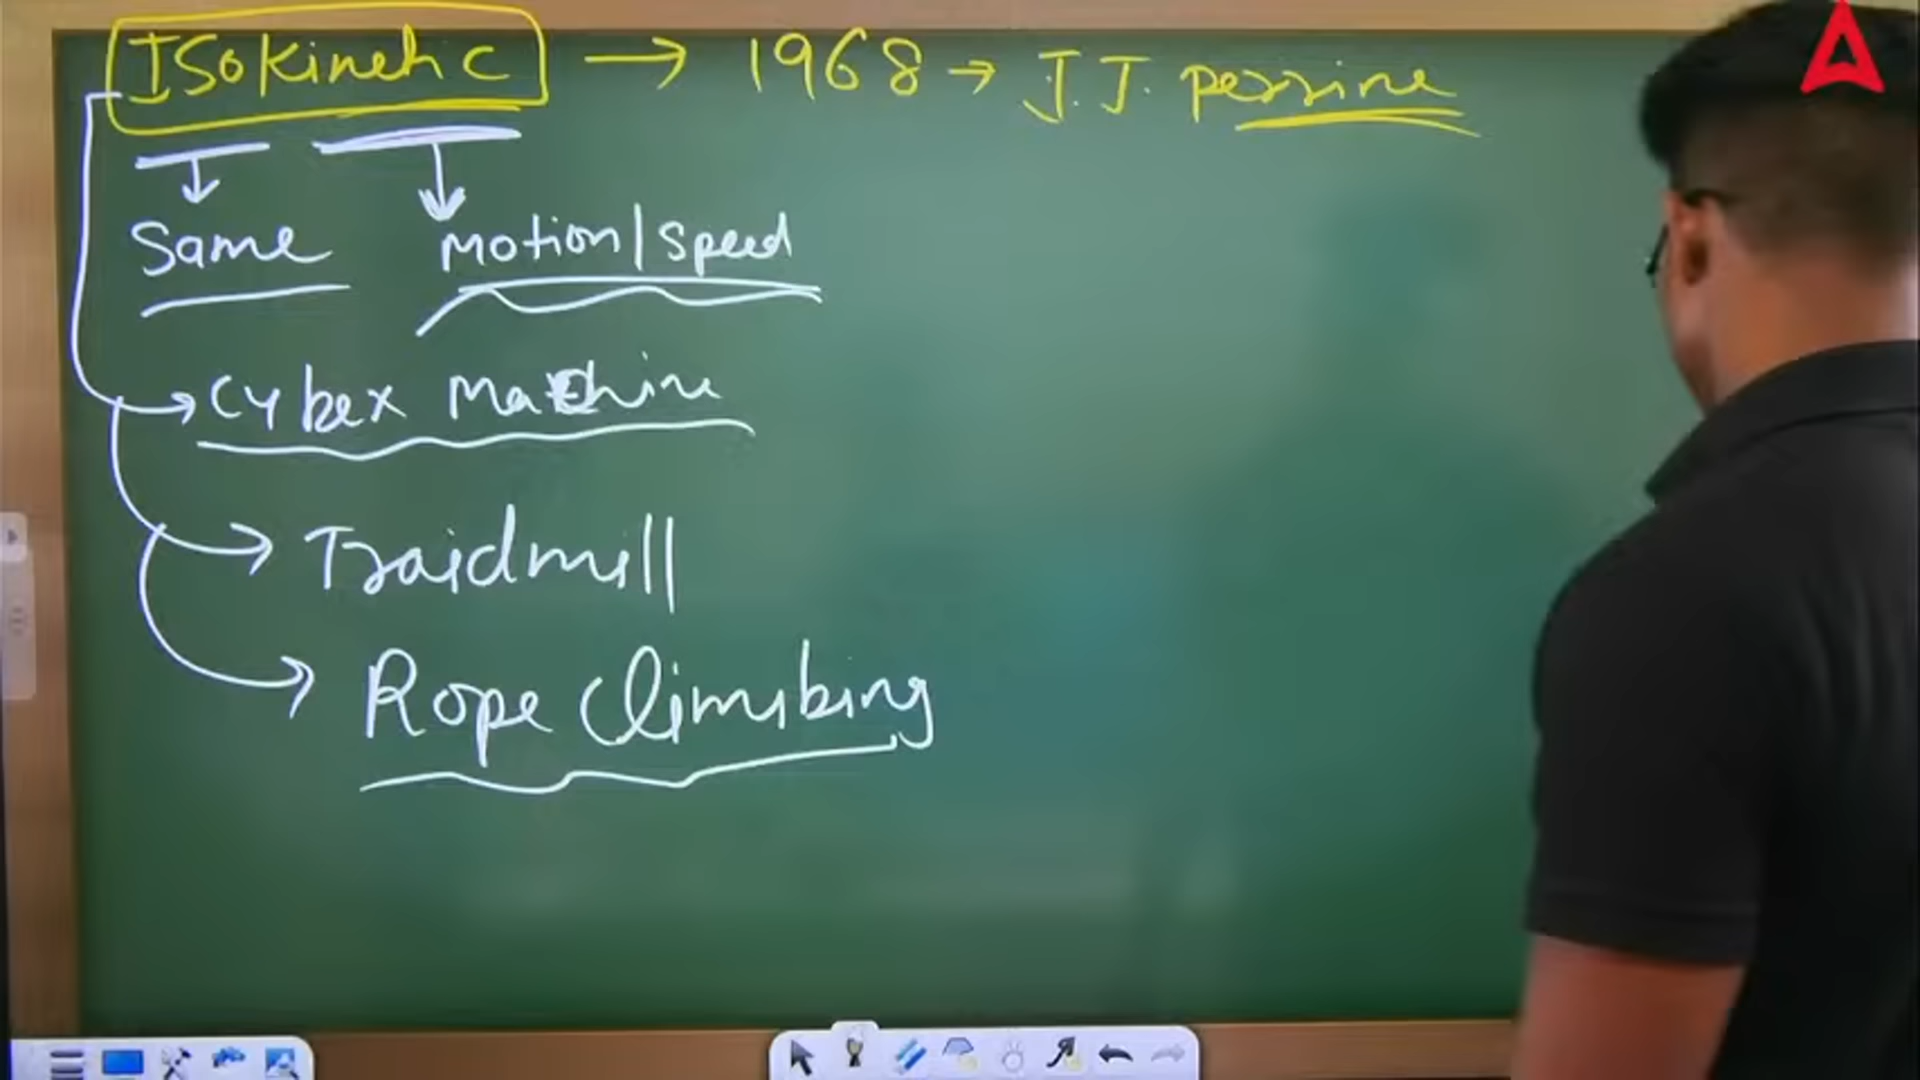 Isokinetic → 1968 → J.J. perrine
Same Motion/speed
→ Cybex Machine
→ Traidmill
→ Rope Climbing